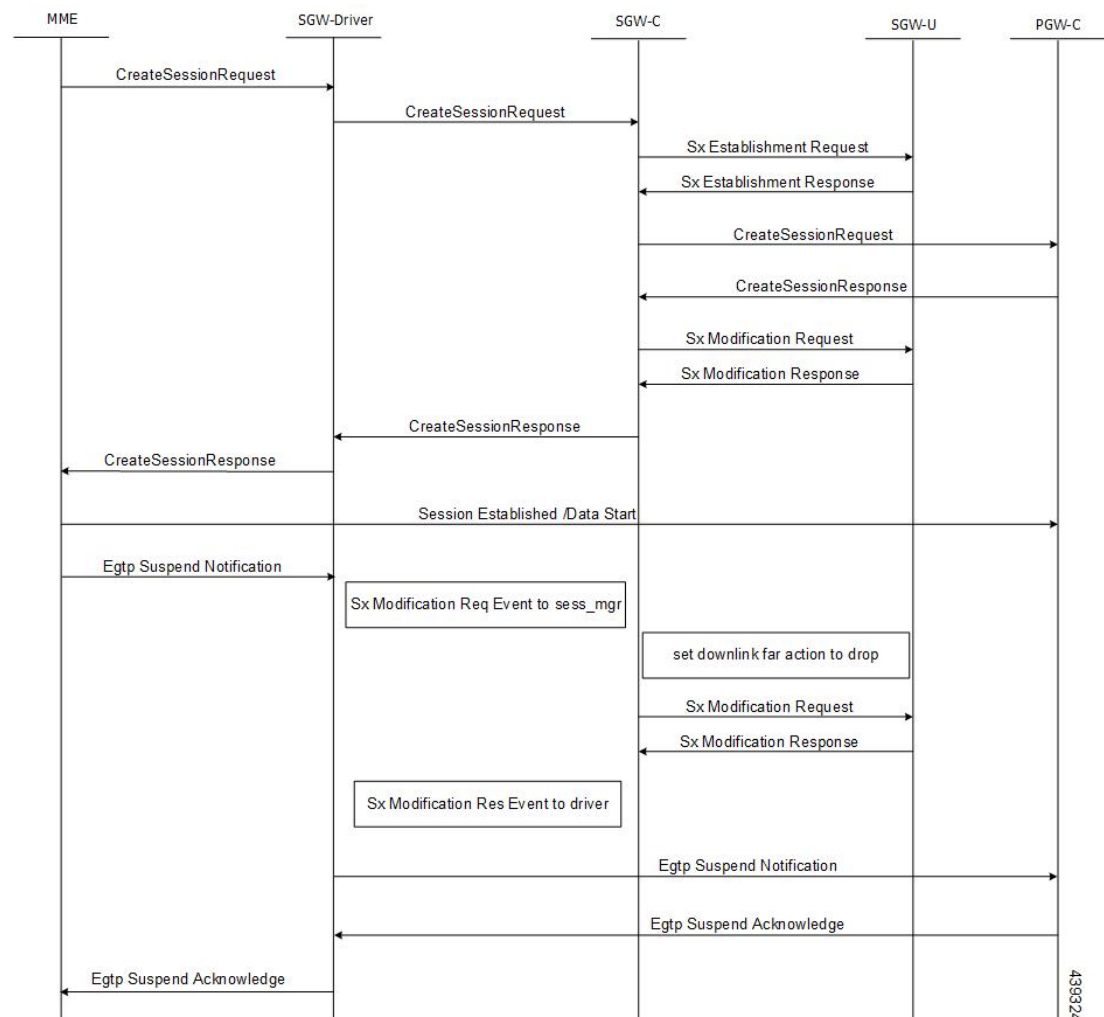 MME
SGW-Driver
SGW-C
SGW-U
PGW-C
CreateSessionRequest
CreateSessionRequest
Sx Establishment Request
Sx Establishment Response
CreateSessionRequest
CreateSessionResponse
Sx Modification Request
Sx Modification Response
CreateSessionResponse
CreateSessionResponse
Session Established /Data Start
Egtp Suspend Notification
Sx Modification Req Event to sess_mgr
set downlink far action to drop
Sx Modification Request
Sx Modification Response
Sx Modification Res Event to driver
Egtp Suspend Notification
Egtp Suspend Acknowledge
Egtp Suspend Acknowledge
439324